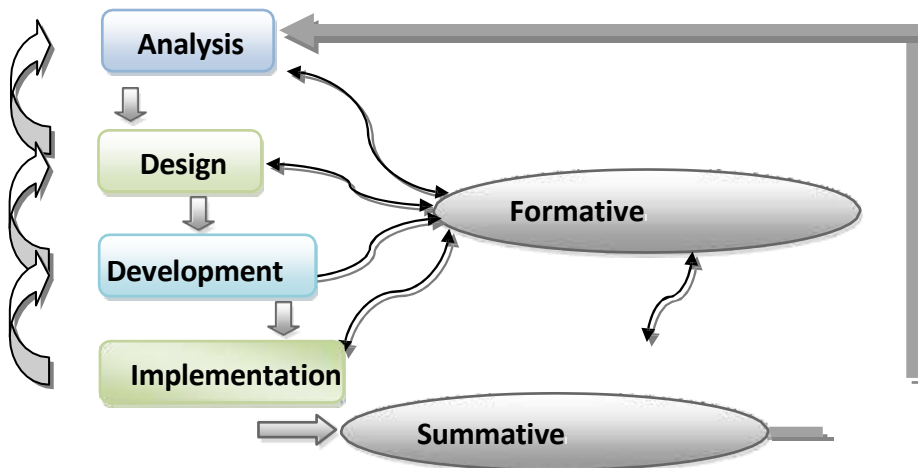 Analysis
Design
Formative
Development
Implementation
Summative